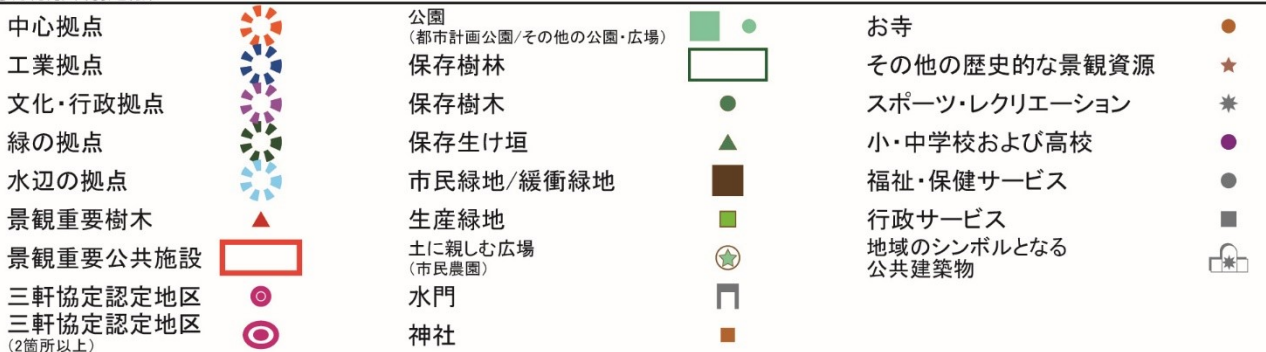 中心拠点
工業拠点
文化・行政拠点
緑の拠点
水辺の拠点
景観重要樹木
景観重要公共施設
三軒協定認定地区
三軒協定認定地区
(2箇所以上)
公園
(都市計画公園/その他の公園・広場)
保存樹林
保存樹木
保存生け垣
市民緑地/緩衝緑地
生産緑地
土に親しむ広場
(市民農園)
水門
神社
お寺
その他の歴史的な景観資源
スポーツ・レクリエーション
小・中学校および高校
福祉・保健サービス
行政サービス
地域のシンボルとなる
公共建築物